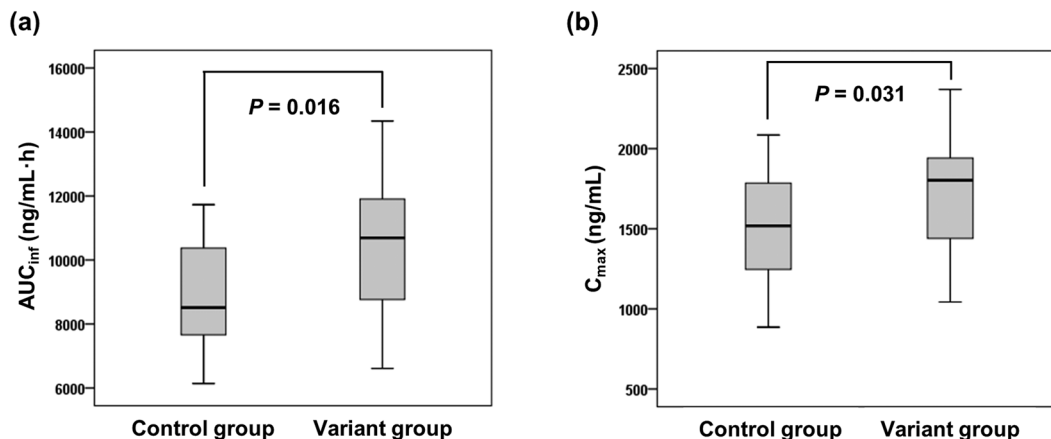 (a)
AUCinf (ng/mL·h)
16000
14000
12000
10000
8000
6000
P = 0.016
Control group
Variant group
(b)
Cmax (ng/mL)
2500
2000
1500
1000
500
P = 0.031
Control group
Variant group